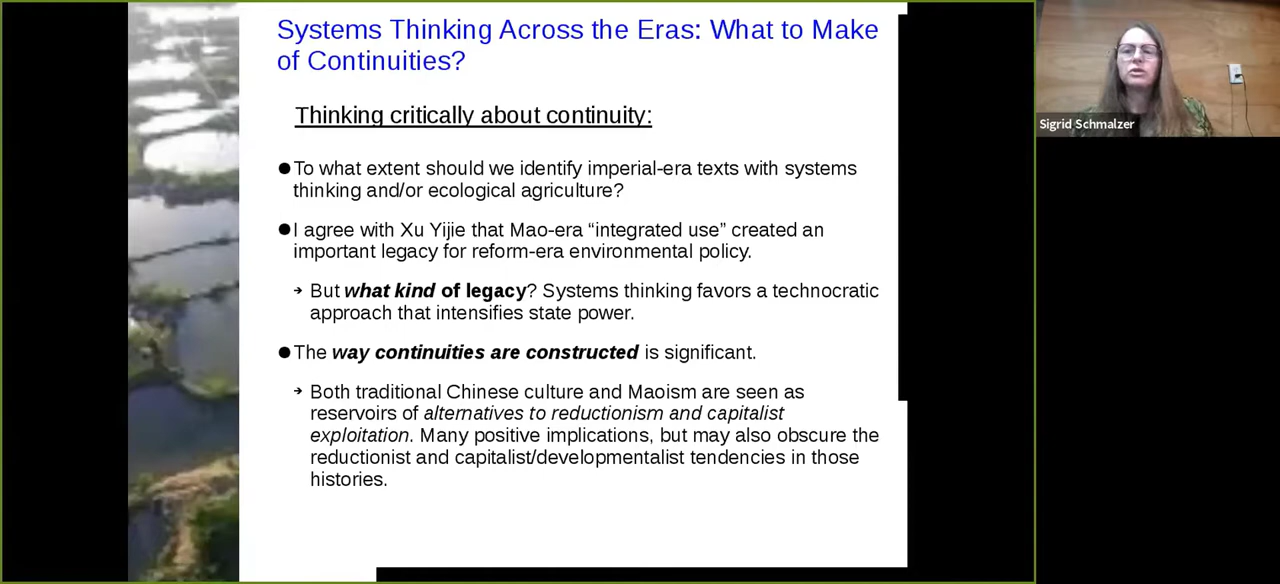 Systems Thinking Across the Eras: What to Make
of Continuities?
Thinking critically about continuity:
●To what extent should we identify imperial-era texts with systems
thinking and/or ecological agriculture?
●I agree with Xu Yijie that Mao-era “integrated use” created an
important legacy for reform-era environmental policy.
➔ But what kind of legacy? Systems thinking favors a technocratic
approach that intensifies state power.
●The way continuities are constructed is significant.
➔ Both traditional Chinese culture and Maoism are seen as
reservoirs of alternatives to reductionism and capitalist
exploitation. Many positive implications, but may also obscure the
reductionist and capitalist/developmentalist tendencies in those
histories.
Sigrid Schmalzer